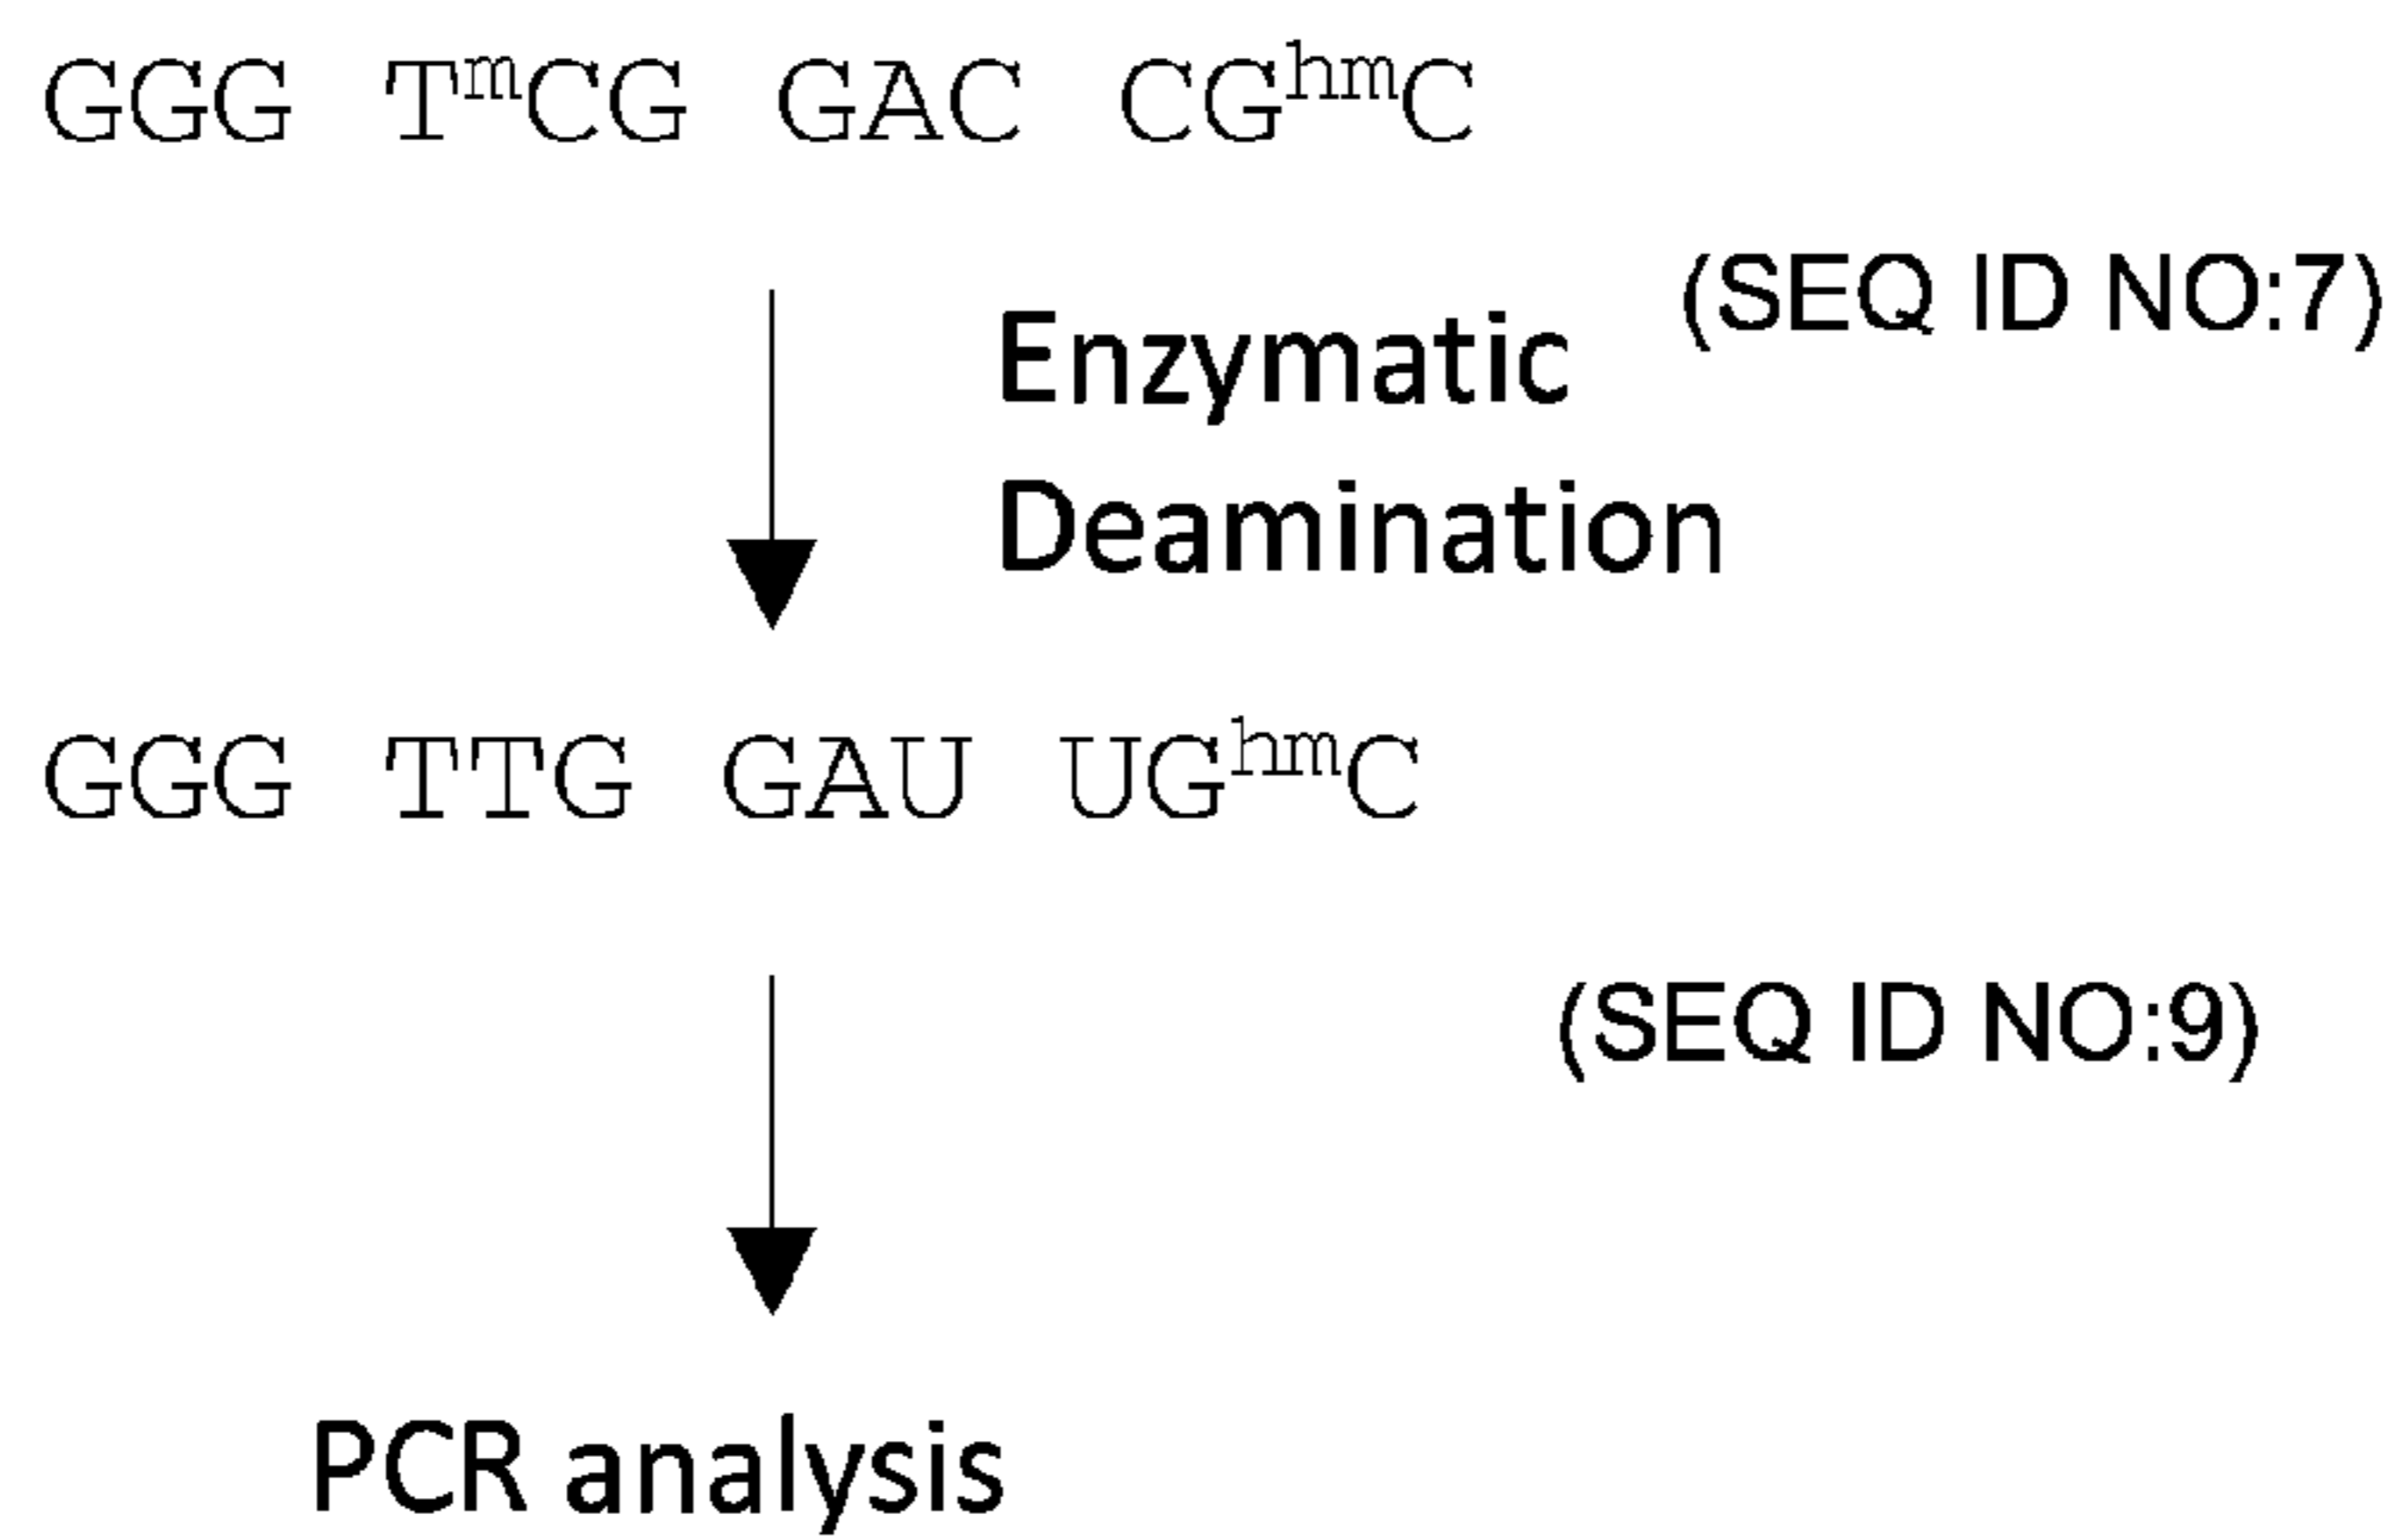 GGG TᵐCG GAC CGʰᵐC
(SEQ ID NO:7)
Enzymatic
Deamination
GGG TTG GAU UGʰᵐC
(SEQ ID NO:9)
PCR analysis